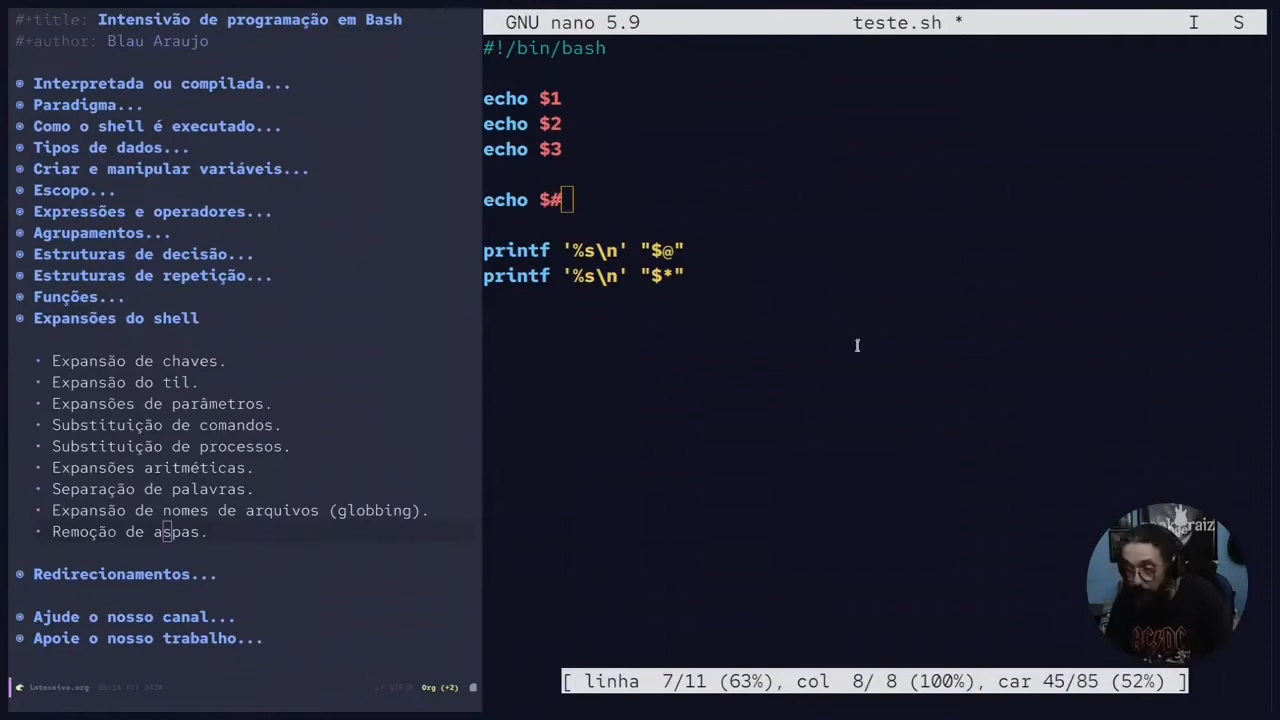 #+title: Intensivão de programação em Bash
#+author: Blau Araujo
Interpretada ou compilada...
Paradigma...
Como o shell é executado...
Tipos de dados...
Criar e manipular variáveis...
Escopo...
Expressões e operadores...
Agrupamentos...
Estruturas de decisão...
Estruturas de repetição...
Funções...
Expansões do shell
• Expansão de chaves.
• Expansão do til.
• Expansões de parâmetros.
• Substituição de comandos.
• Substituição de processos.
• Expansões aritméticas.
• Separação de palavras.
• Expansão de nomes de arquivos (globbing).
• Remoção de aspas.
Redirecionamentos...
Ajude o nosso canal...
Apoie o nosso trabalho...
intensivo.org
Org (+2)
GNU nano 5.9 teste.sh * I S
#!/bin/bash
echo $1
echo $2
echo $3
echo $#
printf '%s\n' "$@"
printf '%s\n' "$*"
[ linha 7/11 (63%), col 8/ 8 (100%), car 45/85 (52%) ]
raiz
AC/DC